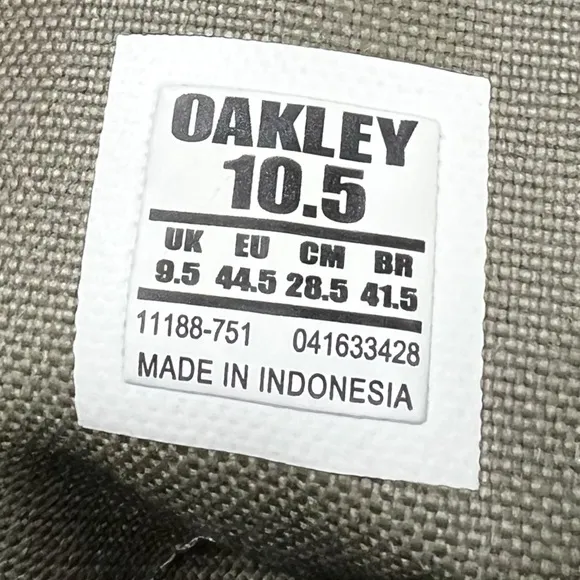 OAKLEY
10.5
UK EU CM BR
9.5 44.5 28.5 41.5
11188-751 041633428
MADE IN INDONESIA